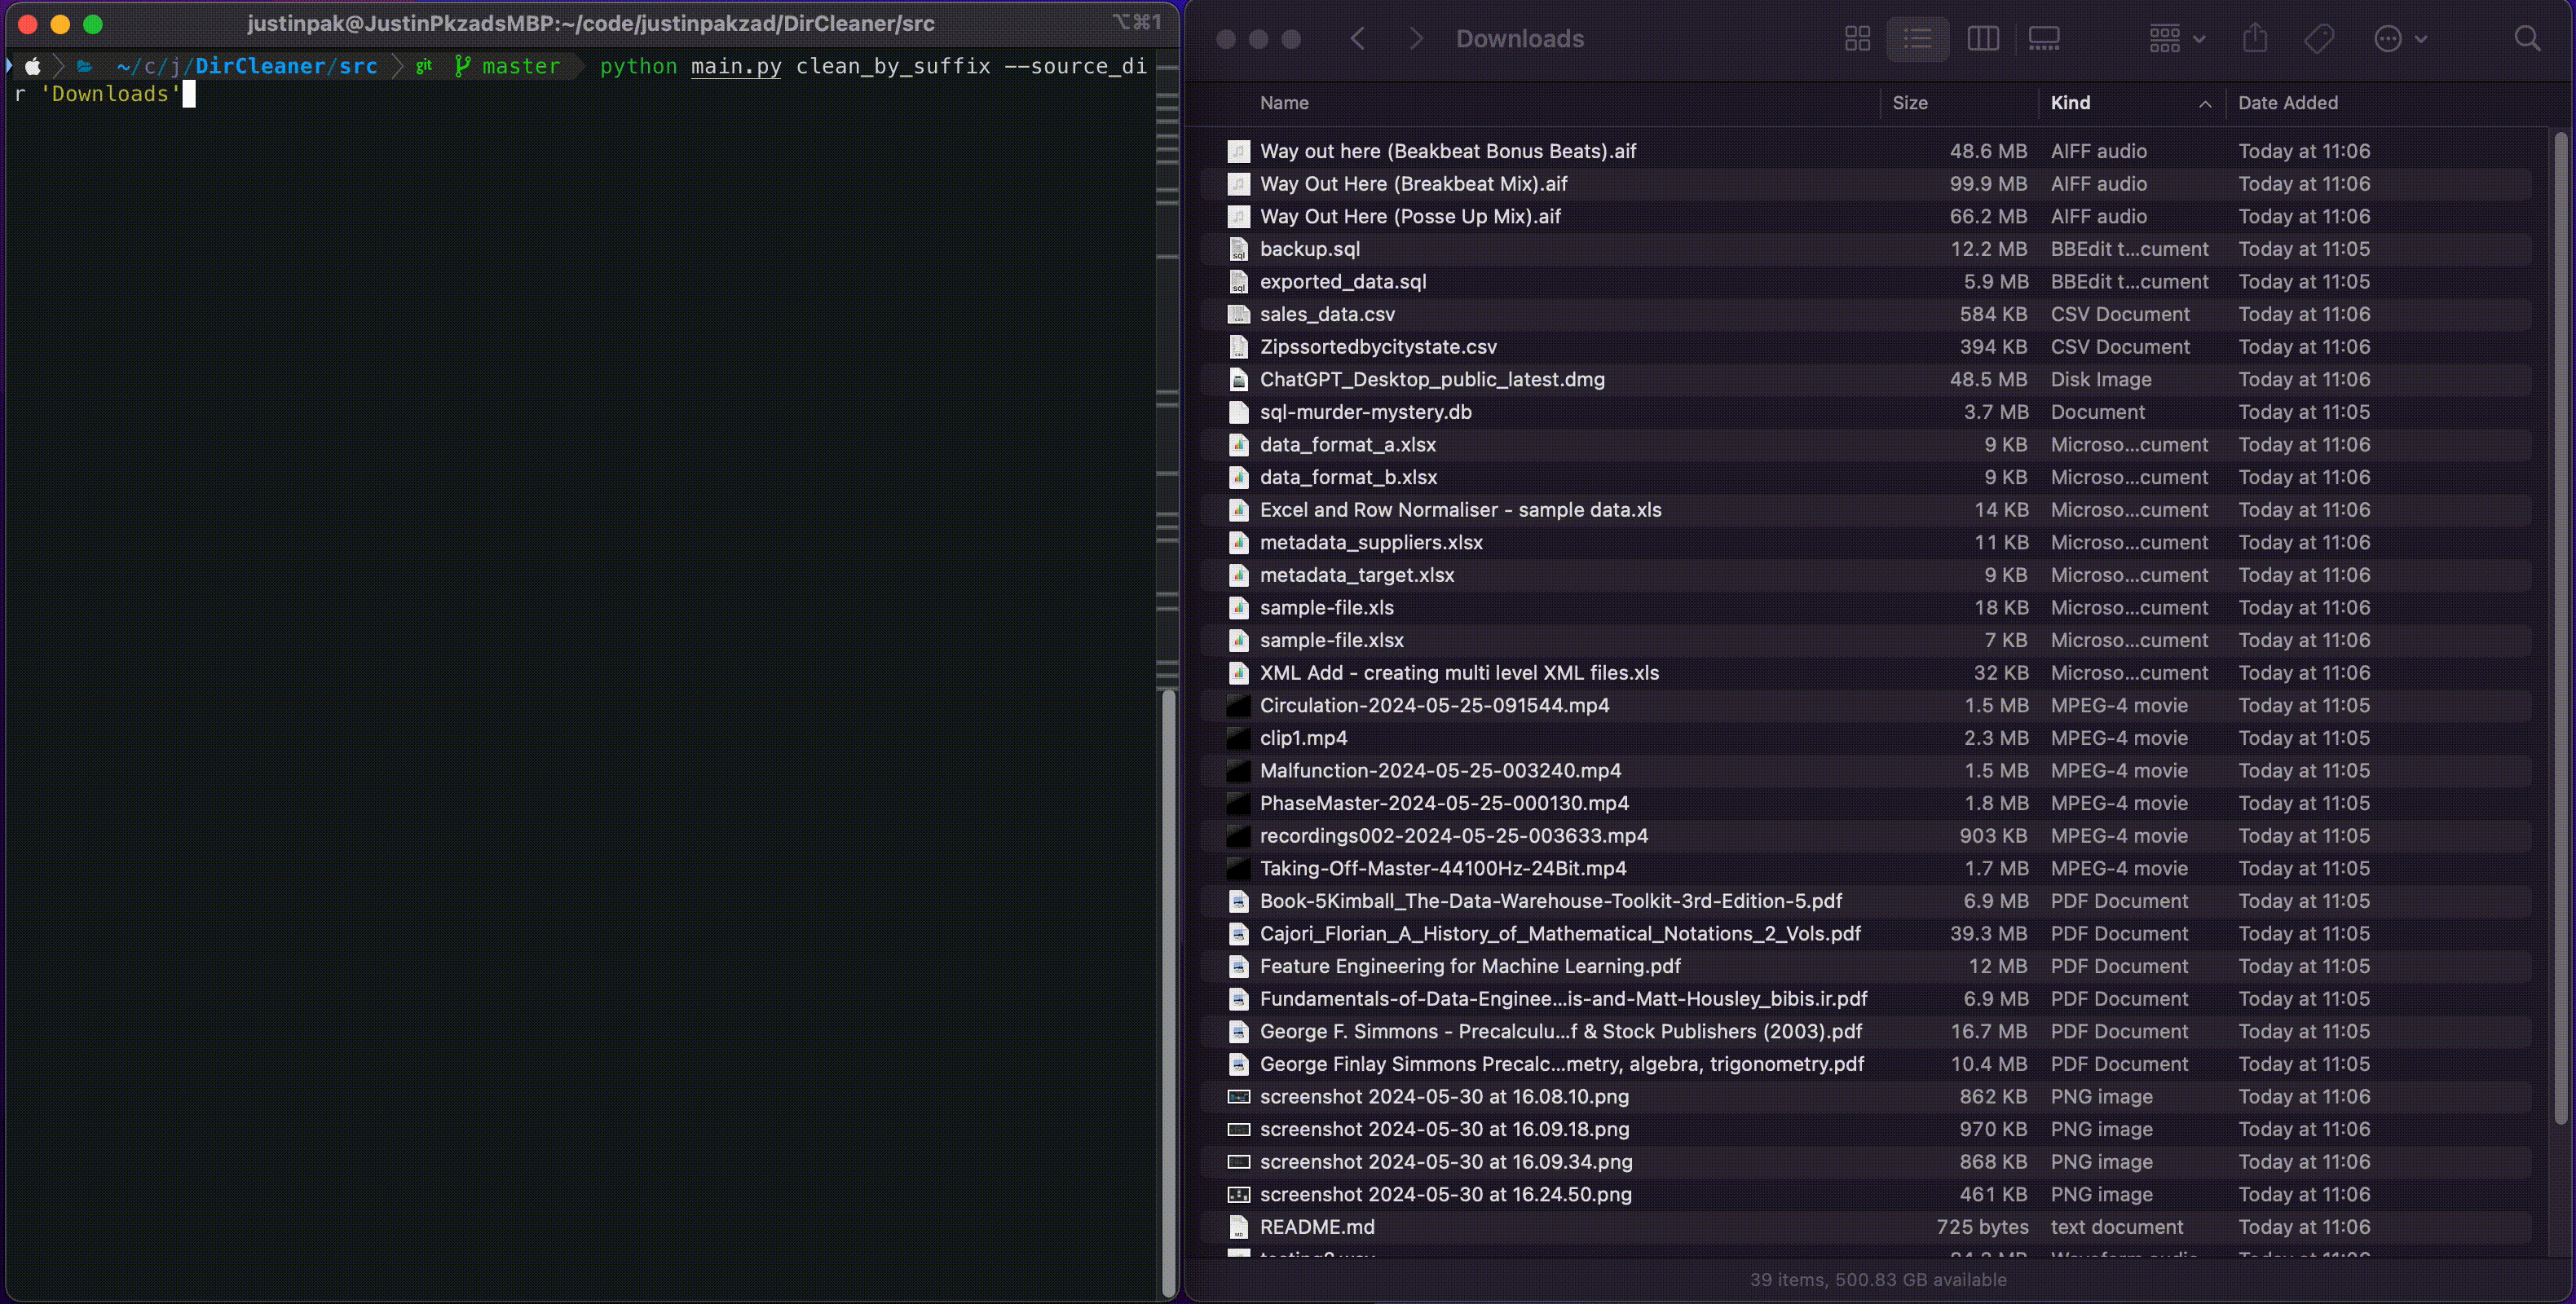 justinpak@JustinPkzadsMBP:~/code/justinpakzad/DirCleaner/src ⌥⌘1
~/c/j/DirCleaner/src git master python main.py clean_by_suffix --source_di
r 'Downloads'
Downloads
Name Size Kind Date Added
Way out here (Beakbeat Bonus Beats).aif 48.6 MB AIFF audio Today at 11:06
Way Out Here (Breakbeat Mix).aif 99.9 MB AIFF audio Today at 11:06
Way Out Here (Posse Up Mix).aif 66.2 MB AIFF audio Today at 11:06
backup.sql 12.2 MB BBEdit t...cument Today at 11:05
exported_data.sql 5.9 MB BBEdit t...cument Today at 11:05
sales_data.csv 584 KB CSV Document Today at 11:06
Zipssortedbycitystate.csv 394 KB CSV Document Today at 11:06
ChatGPT_Desktop_public_latest.dmg 48.5 MB Disk Image Today at 11:06
sql-murder-mystery.db 3.7 MB Document Today at 11:05
data_format_a.xlsx 9 KB Microso...cument Today at 11:06
data_format_b.xlsx 9 KB Microso...cument Today at 11:06
Excel and Row Normaliser - sample data.xls 14 KB Microso...cument Today at 11:06
metadata_suppliers.xlsx 11 KB Microso...cument Today at 11:06
metadata_target.xlsx 9 KB Microso...cument Today at 11:06
sample-file.xls 18 KB Microso...cument Today at 11:06
sample-file.xlsx 7 KB Microso...cument Today at 11:06
XML Add - creating multi level XML files.xls 32 KB Microso...cument Today at 11:06
Circulation-2024-05-25-091544.mp4 1.5 MB MPEG-4 movie Today at 11:05
clip1.mp4 2.3 MB MPEG-4 movie Today at 11:05
Malfunction-2024-05-25-003240.mp4 1.5 MB MPEG-4 movie Today at 11:05
PhaseMaster-2024-05-25-000130.mp4 1.8 MB MPEG-4 movie Today at 11:05
recordings002-2024-05-25-003633.mp4 903 KB MPEG-4 movie Today at 11:05
Taking-Off-Master-44100Hz-24Bit.mp4 1.7 MB MPEG-4 movie Today at 11:05
Book-5Kimball_The-Data-Warehouse-Toolkit-3rd-Edition-5.pdf 6.9 MB PDF Document Today at 11:05
Cajori_Florian_A_History_of_Mathematical_Notations_2_Vols.pdf 39.3 MB PDF Document Today at 11:05
Feature Engineering for Machine Learning.pdf 12 MB PDF Document Today at 11:05
Fundamentals-of-Data-Enginee...is-and-Matt-Housley_bibis.ir.pdf 6.9 MB PDF Document Today at 11:05
George F. Simmons - Precalculu...f & Stock Publishers (2003).pdf 16.7 MB PDF Document Today at 11:05
George Finlay Simmons Precalc...metry, algebra, trigonometry.pdf 10.4 MB PDF Document Today at 11:05
screenshot 2024-05-30 at 16.08.10.png 862 KB PNG image Today at 11:06
screenshot 2024-05-30 at 16.09.18.png 970 KB PNG image Today at 11:06
screenshot 2024-05-30 at 16.09.34.png 868 KB PNG image Today at 11:06
screenshot 2024-05-30 at 16.24.50.png 461 KB PNG image Today at 11:06
README.md 725 bytes text document Today at 11:06
39 items, 500.83 GB available